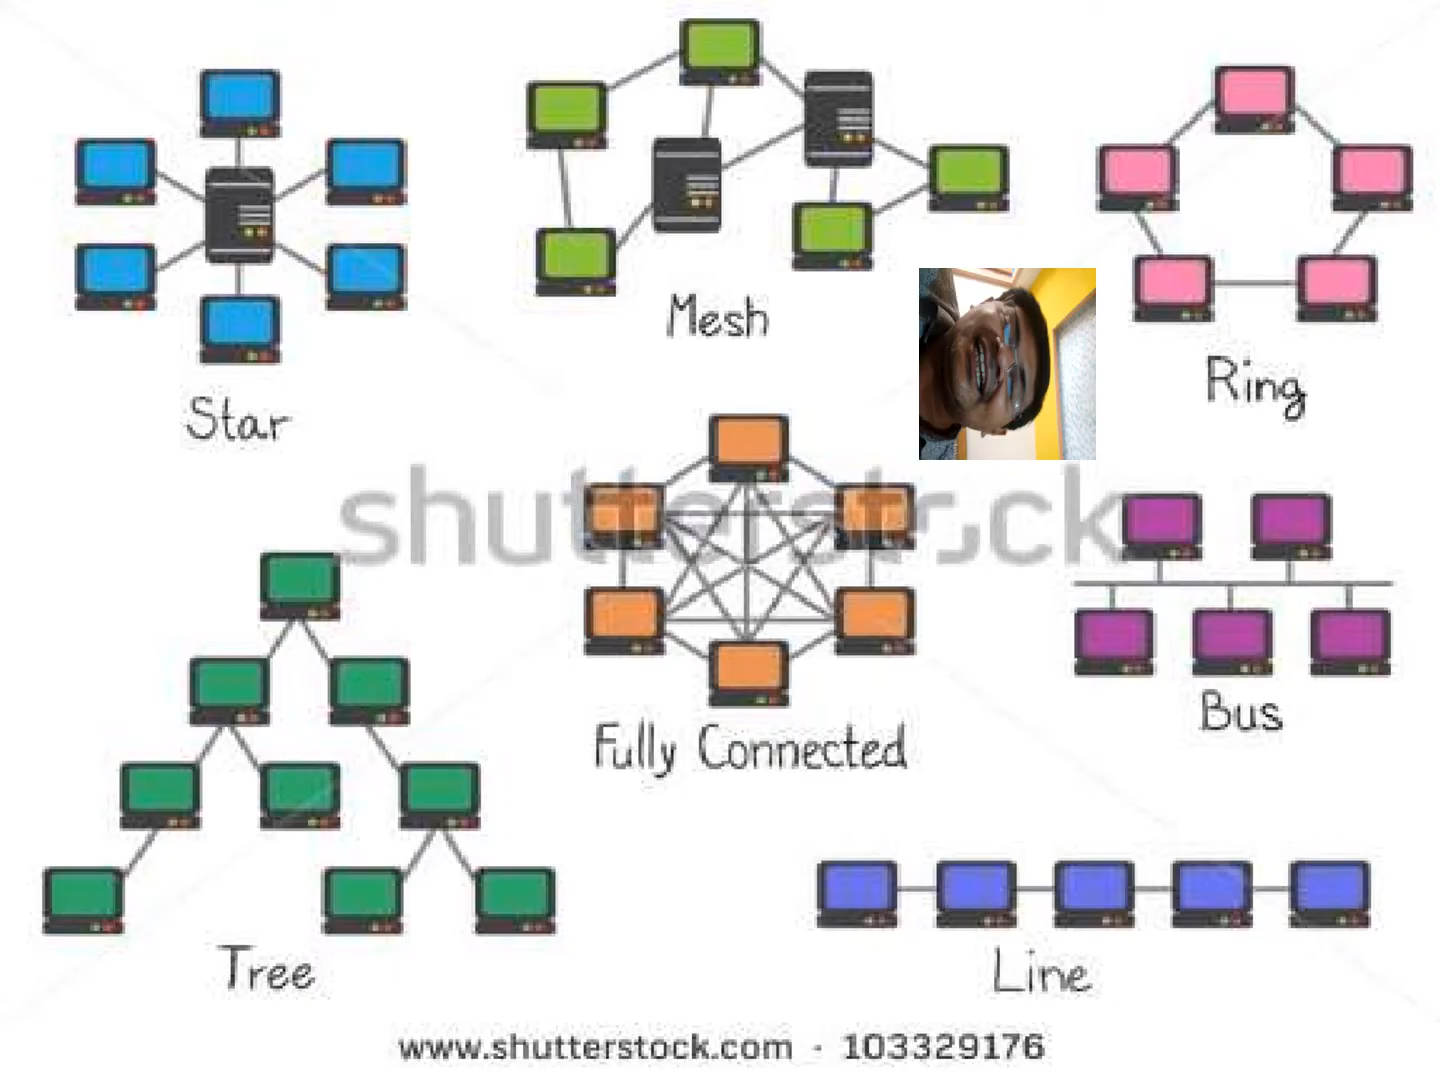 Star
Mesh
Ring
shutterstock
Fully Connected
Bus
Tree
Line
www.shutterstock.com · 103329176